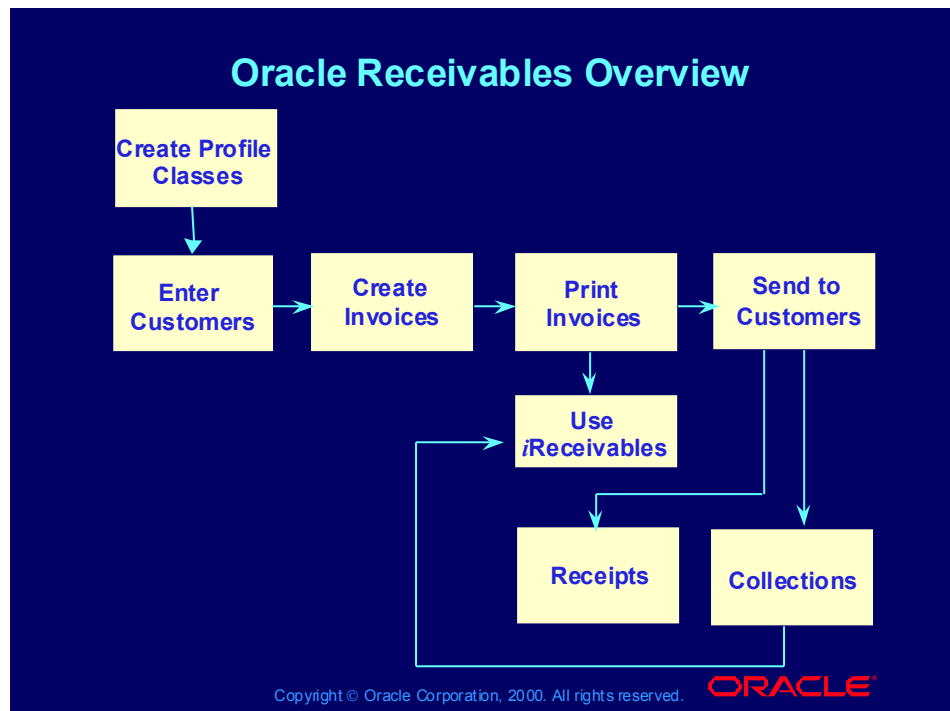 Oracle Receivables Overview
Create Profile
Classes
Enter
Customers
Create
Invoices
Print
Invoices
Send to
Customers
Use
iReceivables
Receipts
Collections
Copyright © Oracle Corporation, 2000. All rights reserved.
ORACLE®